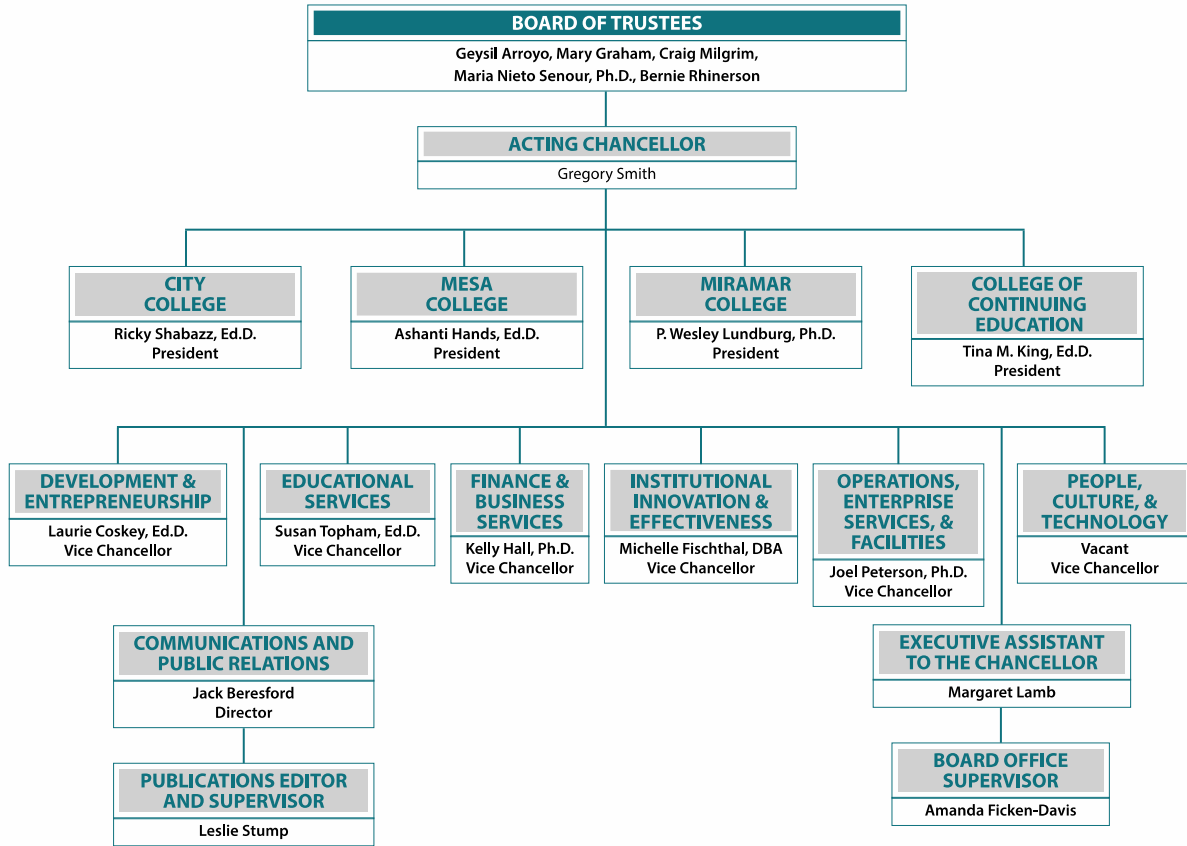 BOARD OF TRUSTEES
Geysil Arroyo, Mary Graham, Craig Milgrim,
Maria Nieto Senour, Ph.D., Bernie Rhinerson
ACTING CHANCELLOR
Gregory Smith
CITY
COLLEGE
Ricky Shabazz, Ed.D.
President
MESA
COLLEGE
Ashanti Hands, Ed.D.
President
MIRAMAR
COLLEGE
P. Wesley Lundburg, Ph.D.
President
COLLEGE OF
CONTINUING
EDUCATION
Tina M. King, Ed.D.
President
DEVELOPMENT &
ENTREPRENEURSHIP
Laurie Coskey, Ed.D.
Vice Chancellor
EDUCATIONAL
SERVICES
Susan Topham, Ed.D.
Vice Chancellor
FINANCE &
BUSINESS
SERVICES
Kelly Hall, Ph.D.
Vice Chancellor
INSTITUTIONAL
INNOVATION &
EFFECTIVENESS
Michelle Fischthal, DBA
Vice Chancellor
OPERATIONS,
ENTERPRISE
SERVICES, &
FACILITIES
Joel Peterson, Ph.D.
Vice Chancellor
PEOPLE,
CULTURE, &
TECHNOLOGY
Vacant
Vice Chancellor
COMMUNICATIONS AND
PUBLIC RELATIONS
Jack Beresford
Director
EXECUTIVE ASSISTANT
TO THE CHANCELLOR
Margaret Lamb
PUBLICATIONS EDITOR
AND SUPERVISOR
Leslie Stump
BOARD OFFICE
SUPERVISOR
Amanda Ficken-Davis